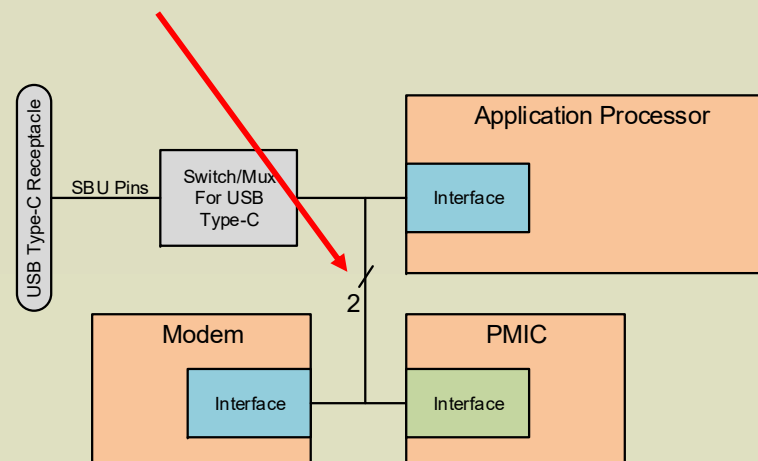 USB Type-C Receptacle
SBU Pins
Switch/Mux
For USB
Type-C
Application Processor
Interface
2
Modem
Interface
PMIC
Interface